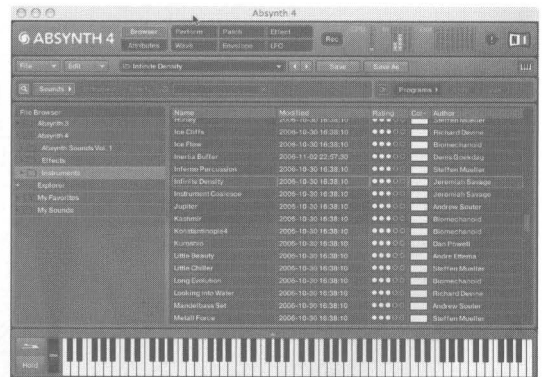 Absynth 4
ABSYNTH 4
Browser Perform Patch Effect
Attributes Wave Envelope LFO
Rec
File Edit Infinite Density Save Save As
Sounds Programs
File Browser Name Modified Rating Author
Absynth 3
Ice Cliffs 2006-10-30 16:38:10 Richard Devine
Absynth 4 Ice Flow 2006-10-30 16:38:10 Biomechanoid
Absynth Sounds Vol. 1 Inertia Buffer 2006-11-02 22:57:30 Denis Goekdag
Effects Inferno Percussion 2006-10-30 16:38:10 Steffen Mueller
Instruments Infinite Density 2006-10-30 16:38:10 Jeremiah Savage
Explorer Instrument Coalesce 2006-10-30 16:38:10 Jeremiah Savage
My Favorites Jupiter 2006-10-30 16:38:10 Andrew Souter
My Sounds Kashmir 2006-10-30 16:38:10 Biomechanoid
Konstantinople4 2006-10-30 16:38:10 Biomechanoid
2006-10-30 16:38:10 Dan Powell
Little Beauty 2006-10-30 16:38:10 Andre Ettema
Little Chiller 2006-10-30 16:38:10 Steffen Mueller
Long Evolution 2006-10-30 16:38:10 Biomechanoid
Looking into Water 2006-10-30 16:38:10 Richard Devine
Mandelbass Set 2006-10-30 16:38:10 Andrew Souter
Metall Force 2006-10-30 16:38:10 Steffen Mueller
Hold